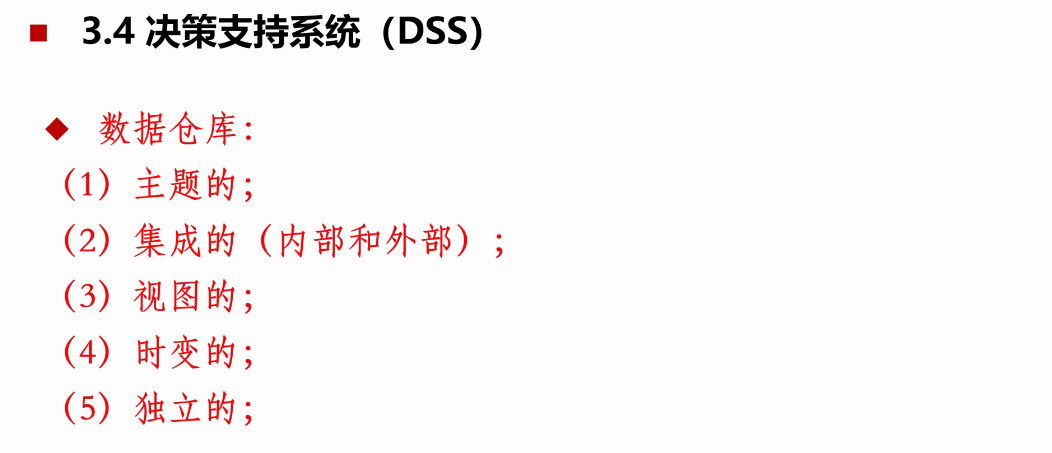 3.4 决策支持系统（DSS）
数据仓库：
（1）主题的；
（2）集成的（内部和外部）；
（3）视图的；
（4）时变的；
（5）独立的；